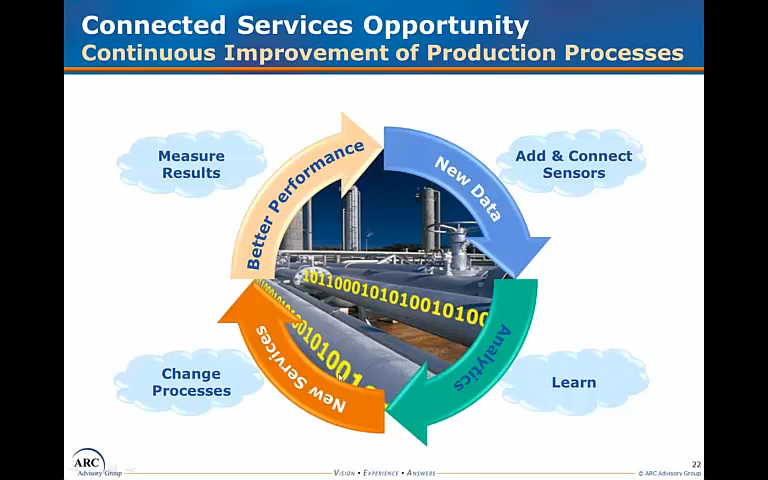 Connected Services Opportunity
Continuous Improvement of Production Processes
Measure
Results
Better Performance
New Data
Add & Connect
Sensors
Analytics
Learn
New Services
Change
Processes
ARC
Advisory Group
VISION • EXPERIENCE • ANSWERS
22
© ARC Advisory Group